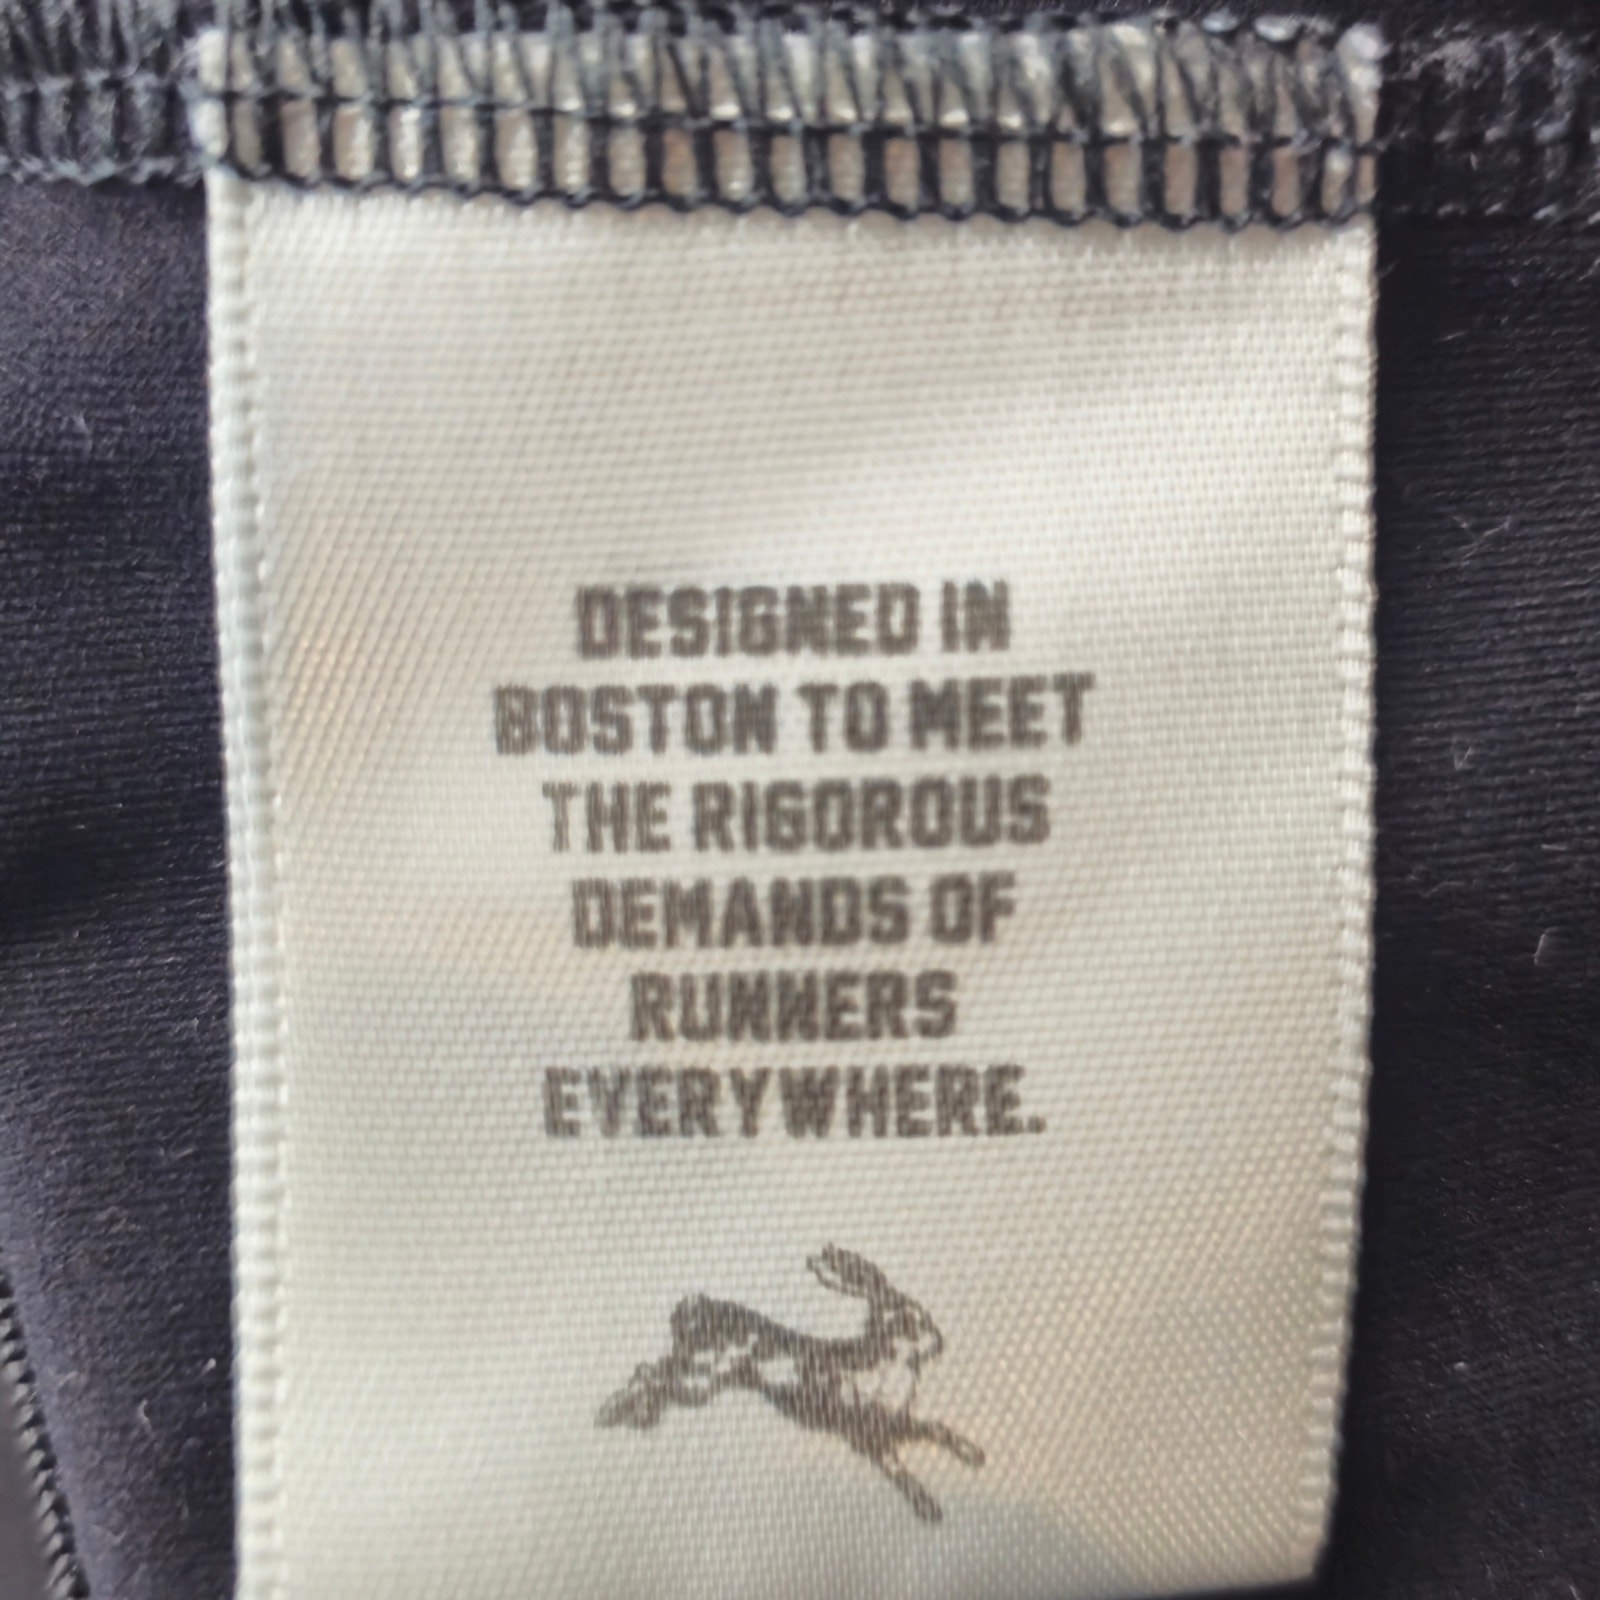 DESIGNED IN
BOSTON TO MEET
THE RIGOROUS
DEMANDS OF
RUNNERS
EVERYWHERE.